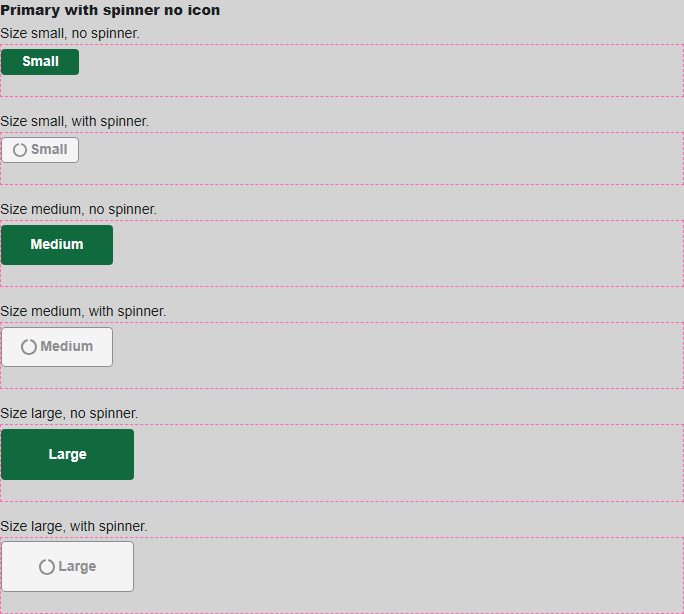 Primary with spinner no icon
Size small, no spinner.
Small
Size small, with spinner.
Small
Size medium, no spinner.
Medium
Size medium, with spinner.
Medium
Size large, no spinner.
Large
Size large, with spinner.
Large